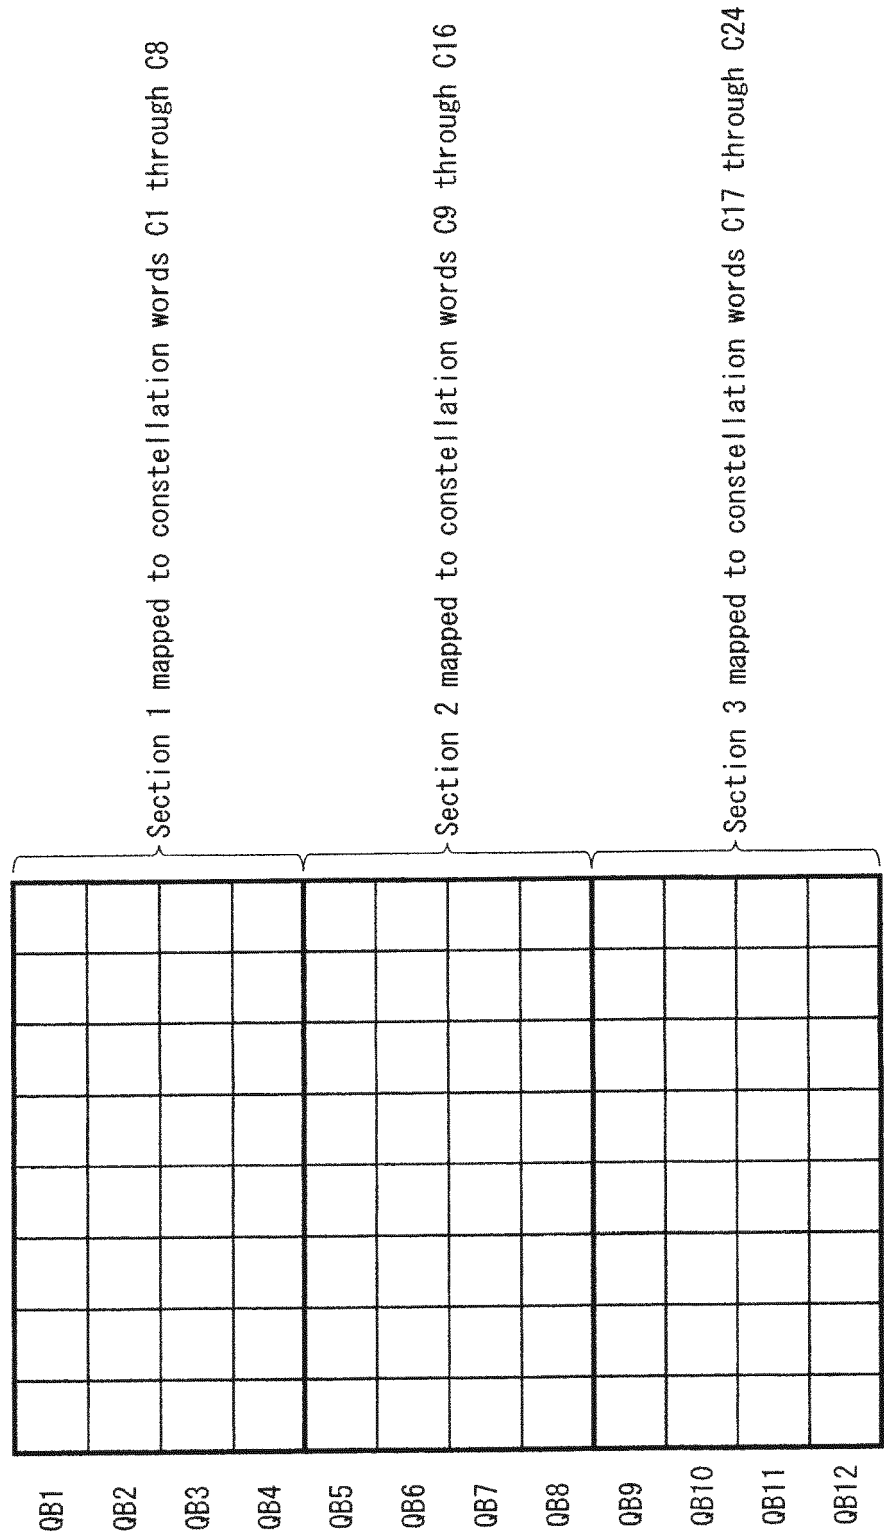 QB1
QB2
QB3
QB4
QB5
QB6
QB7
QB8
QB9
QB10
QB11
QB12
Section 1 mapped to constellation words C1 through C8
Section 2 mapped to constellation words C9 through C16
Section 3 mapped to constellation words C17 through C24